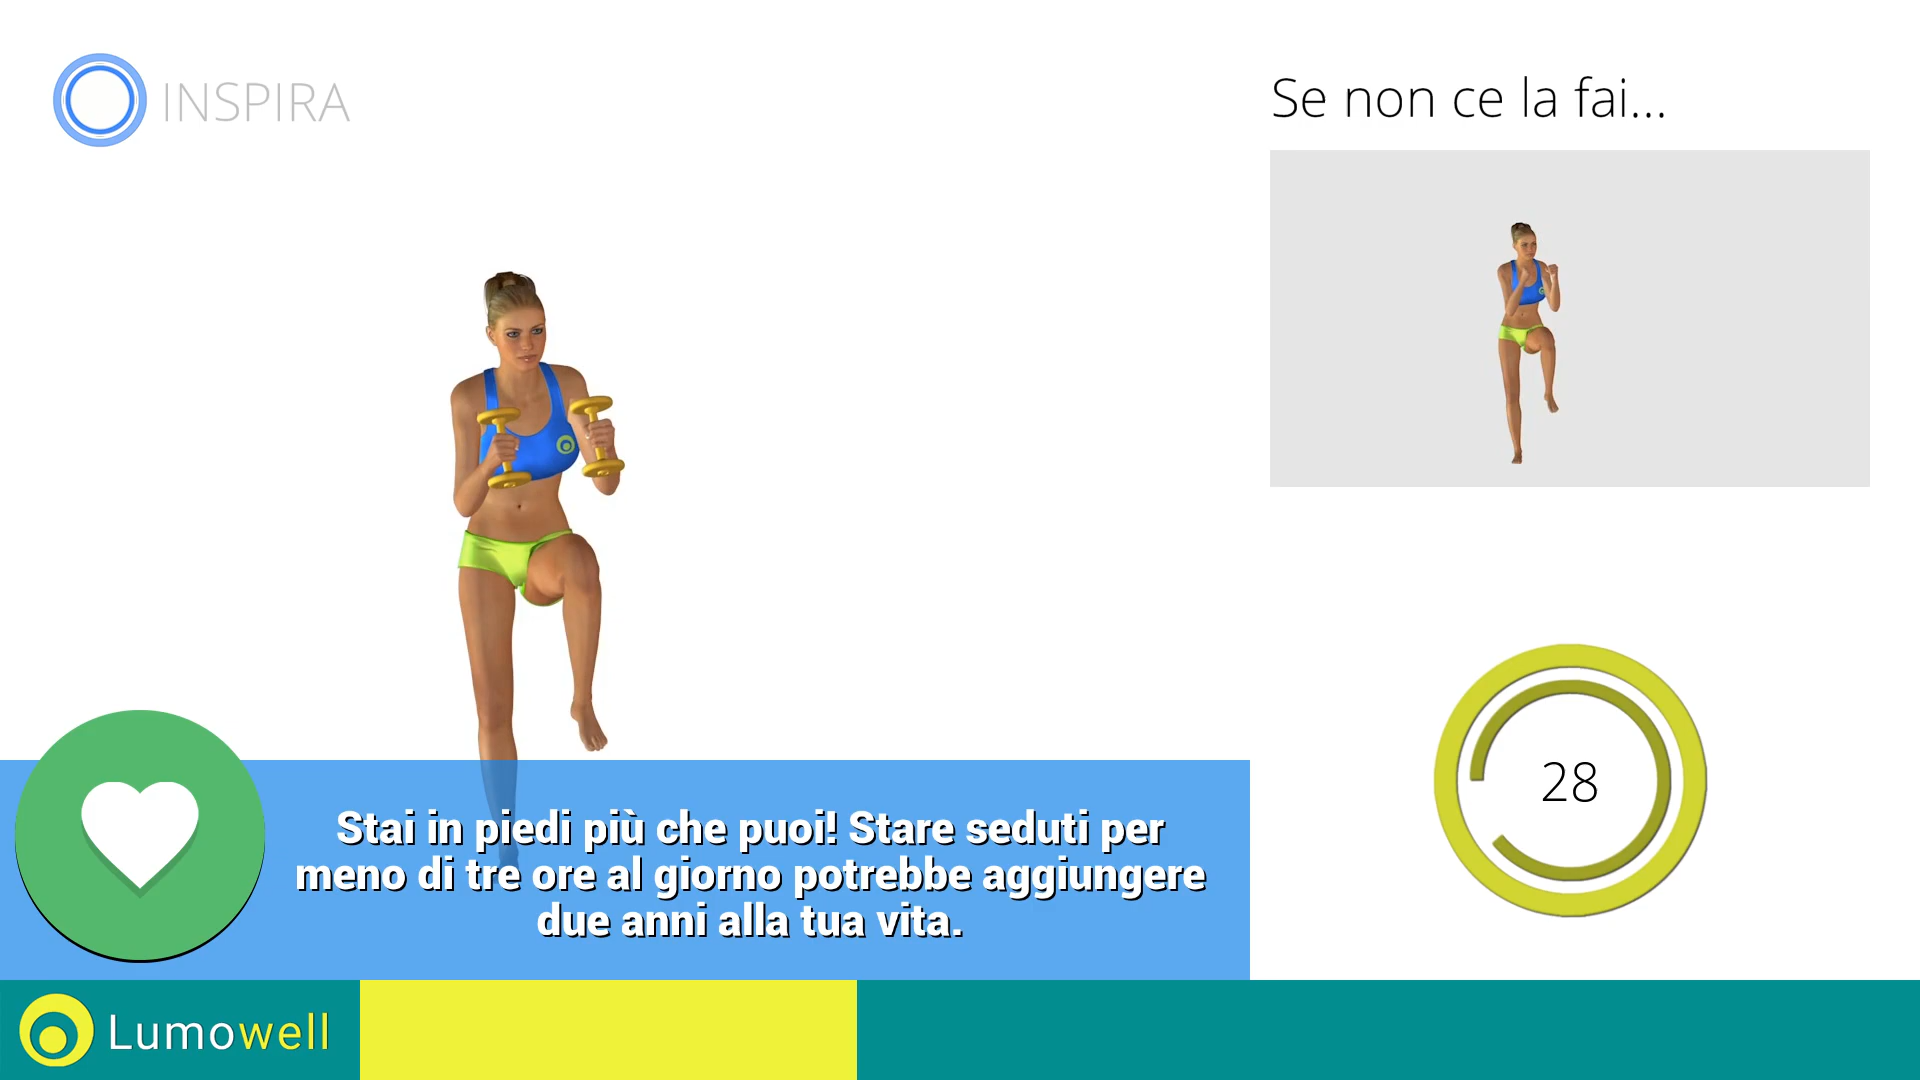 INSPIRA
Se non ce la fai...
28
Stai in piedi più che puoi! Stare seduti per
meno di tre ore al giorno potrebbe aggiungere
due anni alla tua vita.
Lumowell